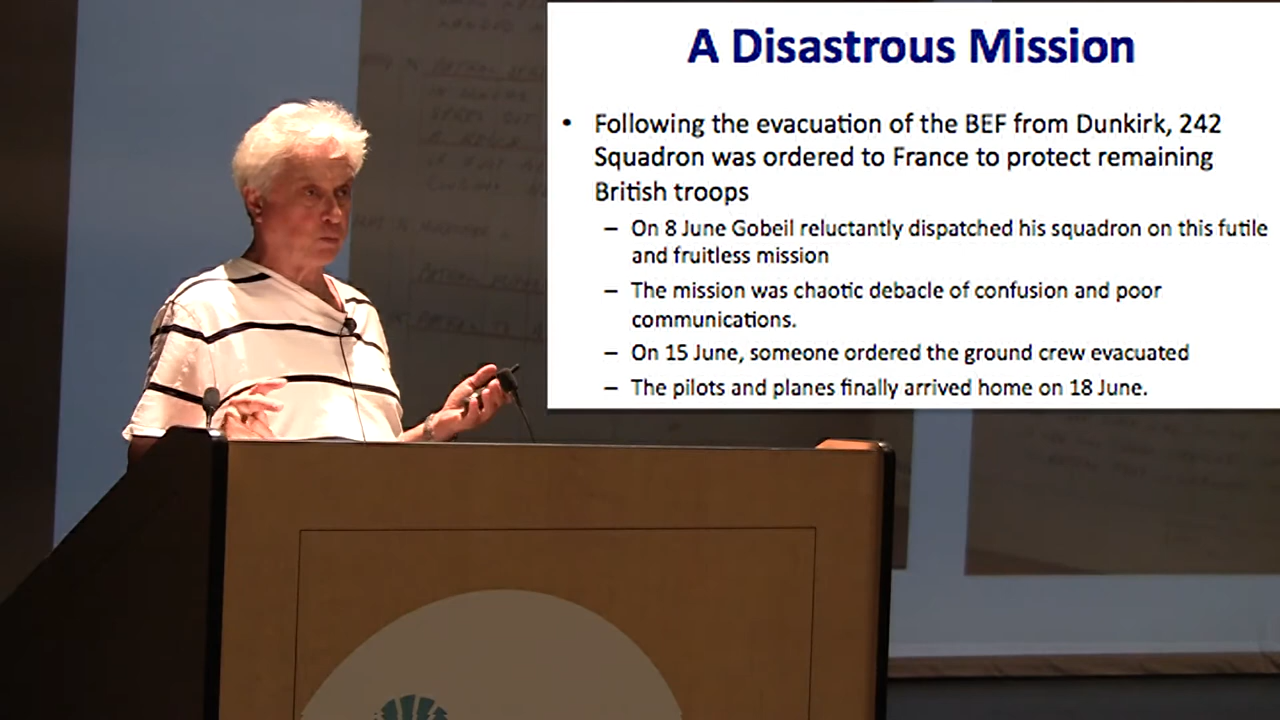 A Disastrous Mission
• Following the evacuation of the BEF from Dunkirk, 242
Squadron was ordered to France to protect remaining
British troops
– On 8 June Gobeil reluctantly dispatched his squadron on this futile
and fruitless mission
– The mission was chaotic debacle of confusion and poor
communications.
– On 15 June, someone ordered the ground crew evacuated
– The pilots and planes finally arrived home on 18 June.